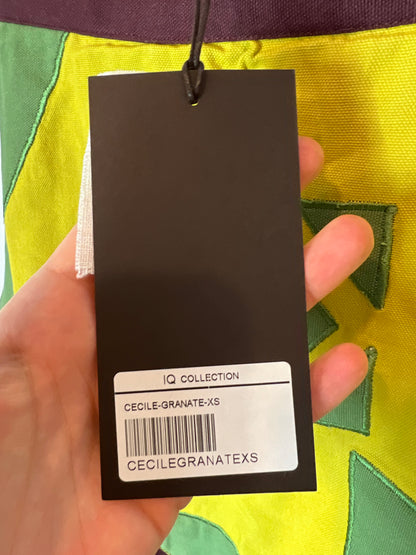 IQ COLLECTION
CECILE-GRANATE-XS
CECILEGRANATEXS